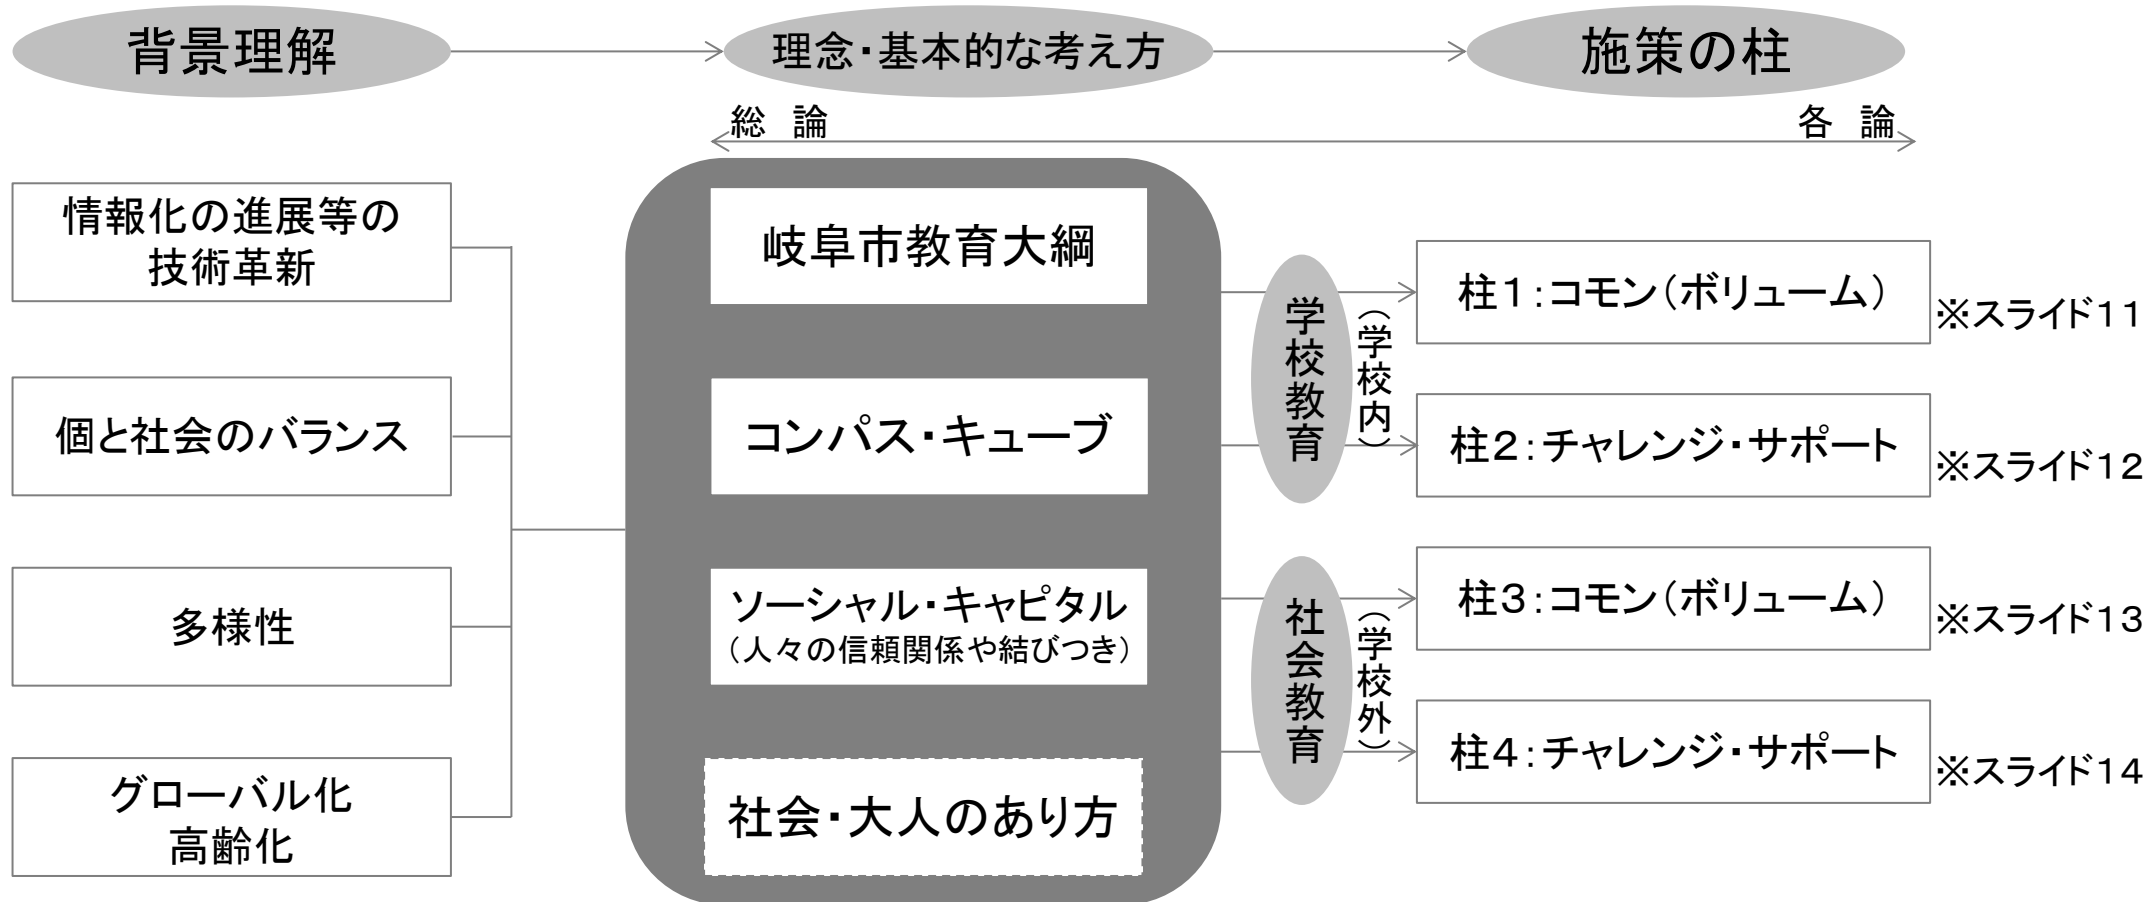 背景理解
理念・基本的な考え方
施策の柱
総　論
各　論
情報化の進展等の
技術革新
個と社会のバランス
多様性
グローバル化
高齢化
岐阜市教育大綱
コンパス・キューブ
ソーシャル・キャピタル
（人々の信頼関係や結びつき）
社会・大人のあり方
学校教育
（学校内）
社会教育
（学校外）
柱１：コモン（ボリューム）
※スライド１１
柱２：チャレンジ・サポート
※スライド１２
柱３：コモン（ボリューム）
※スライド１３
柱４：チャレンジ・サポート
※スライド１４